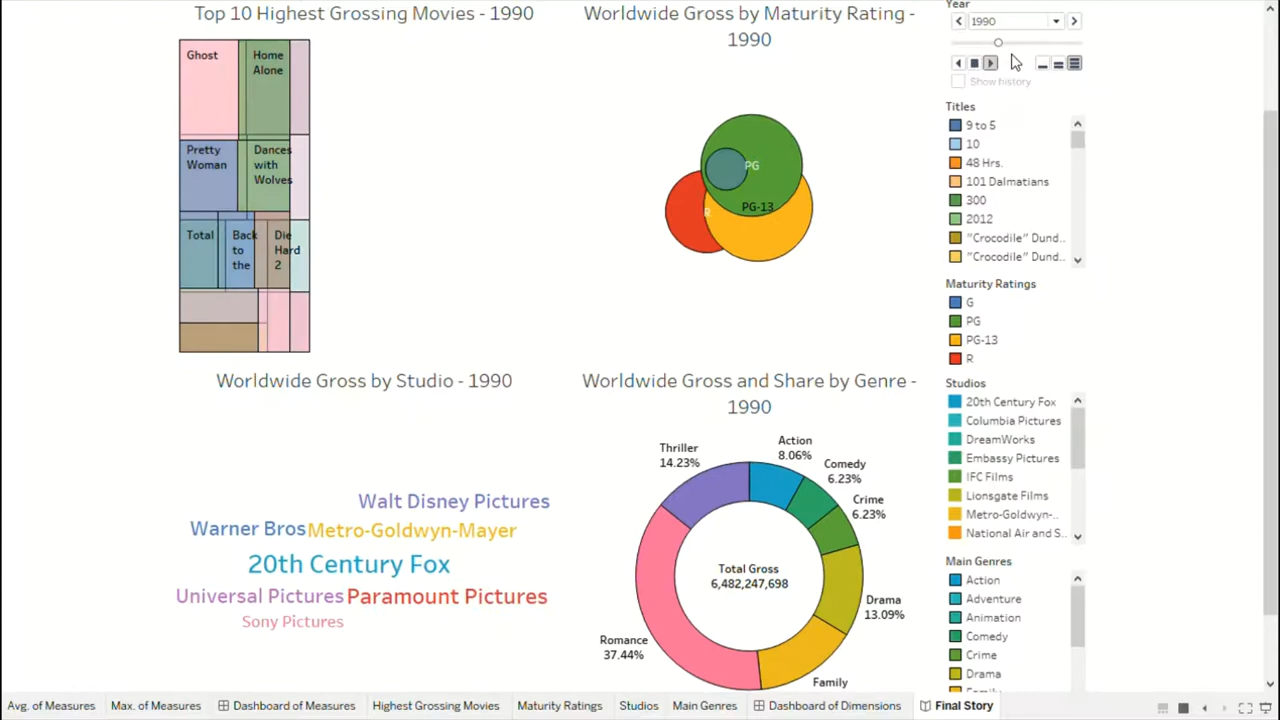 Top 10 Highest Grossing Movies - 1990
Ghost
Home
Alone
Pretty
Woman
Dances
with
Wolves
Total
Back
to
the
Die
Hard
2
Worldwide Gross by Maturity Rating -
1990
PG
PG-13
R
Worldwide Gross by Studio - 1990
Walt Disney Pictures
Warner Bros
Metro-Goldwyn-Mayer
20th Century Fox
Universal Pictures
Paramount Pictures
Sony Pictures
Worldwide Gross and Share by Genre -
1990
Thriller
14.23%
Action
8.06%
Comedy
6.23%
Crime
6.23%
Total Gross
6,482,247,698
Drama
13.09%
Romance
37.44%
Family
Year
1990
Show history
Titles
9 to 5
10
48 Hrs.
101 Dalmatians
300
2012
"Crocodile" Dund..
"Crocodile" Dund..
Maturity Ratings
G
PG
PG-13
R
Studios
20th Century Fox
Columbia Pictures
DreamWorks
Embassy Pictures
IFC Films
Lionsgate Films
Metro-Goldwyn-..
National Air and S..
Main Genres
Action
Adventure
Animation
Comedy
Crime
Drama
Avg. of Measures
Max. of Measures
Dashboard of Measures
Highest Grossing Movies
Maturity Ratings
Studios
Main Genres
Dashboard of Dimensions
Final Story